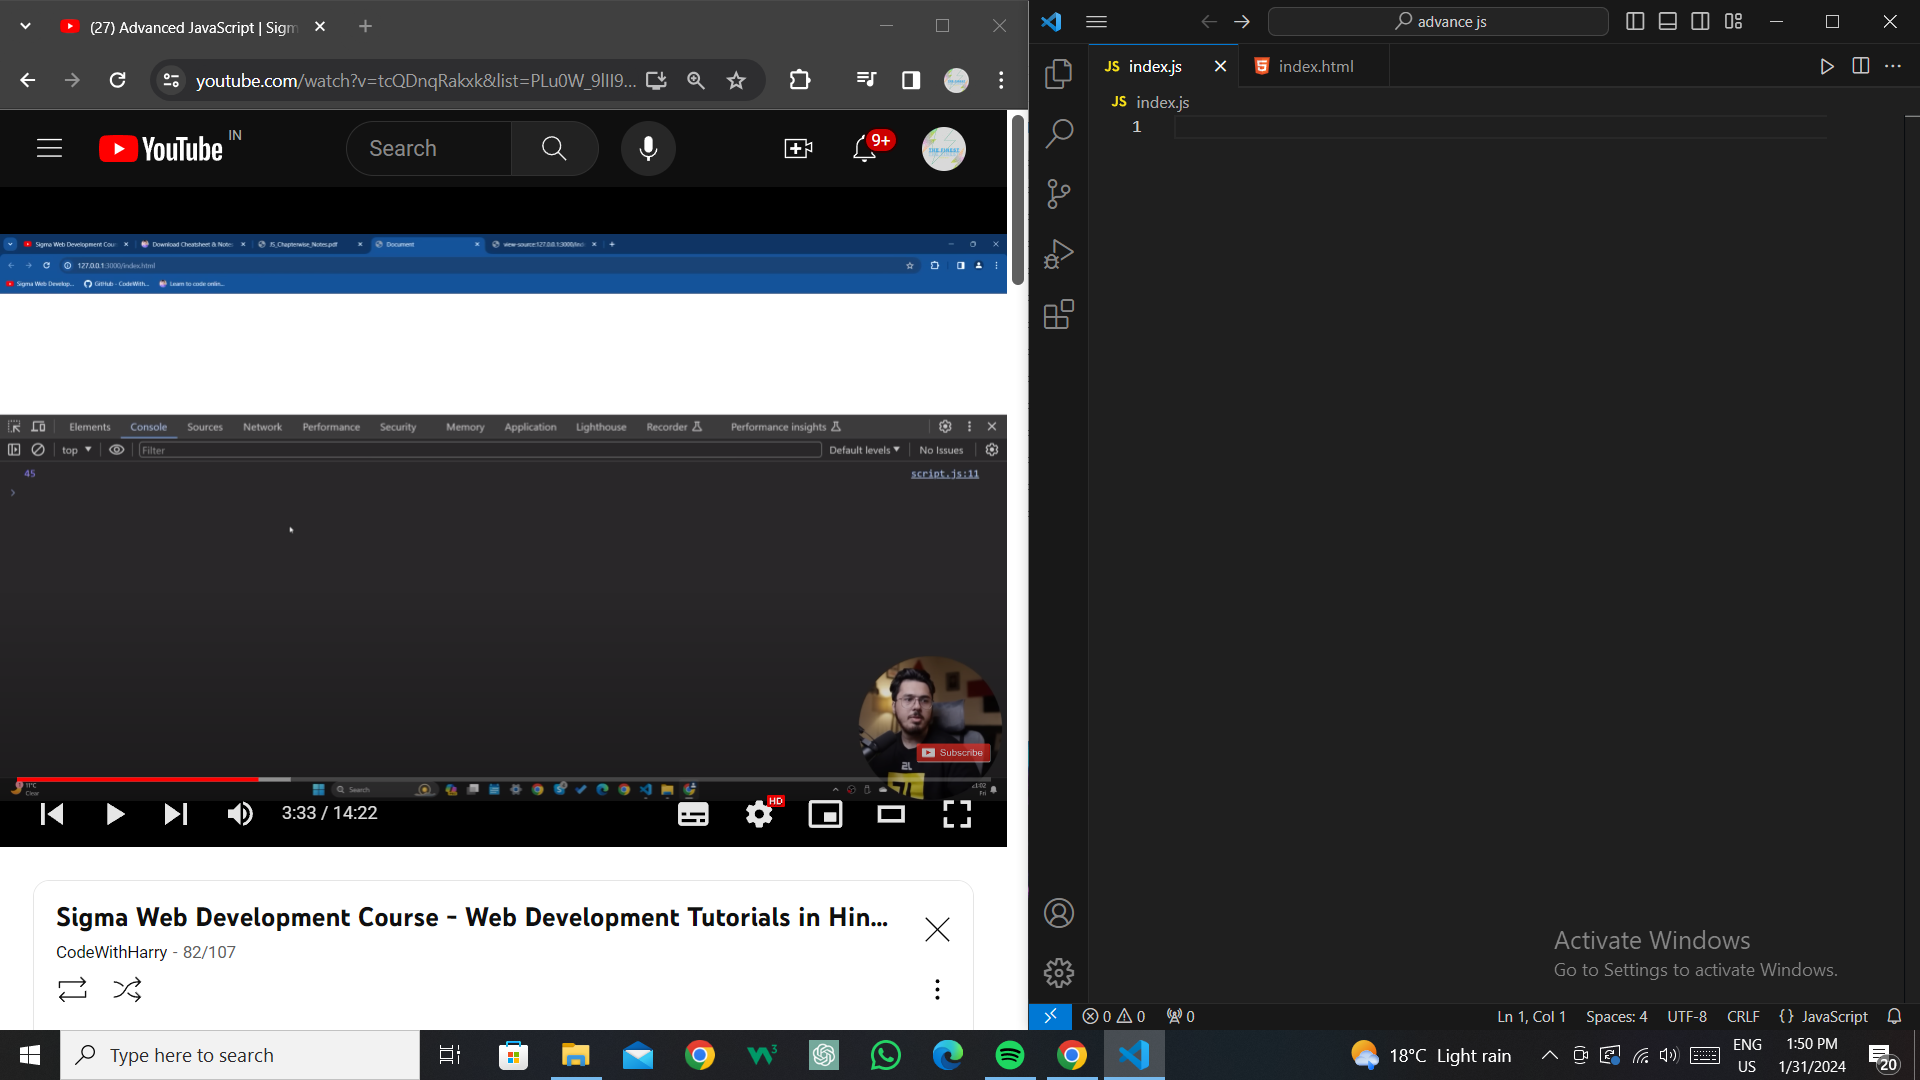 (27) Advanced JavaScript | Sigm
youtube.com/watch?v=tcQDnqRakxk&list=PLu0W_9lII9...
YouTube IN
Search
9+
Sigma Web Development Cou
Download Cheatsheet & Note
JS_Chapterwise_Notes.pdf
Document
view-source:127.0.0.1:3000/ind
127.0.0.1:3000/index.html
Sigma Web Develop...
GitHub - CodeWith...
Learn to code onlin...
Elements Console Sources Network Performance Security Memory Application Lighthouse Recorder Performance insights
top Filter Default levels No Issues
45 script.js:11
Subscribe
11°C
Clear
Search
Fri
3:33 / 14:22
HD
Sigma Web Development Course - Web Development Tutorials in Hin...
CodeWithHarry - 82/107
advance js
JS index.js
index.html
JS index.js
1
Activate Windows
Go to Settings to activate Windows.
0 0 0
Ln 1, Col 1 Spaces: 4 UTF-8 CRLF {} JavaScript
Type here to search
18°C Light rain
ENG
US
1:50 PM
1/31/2024
20